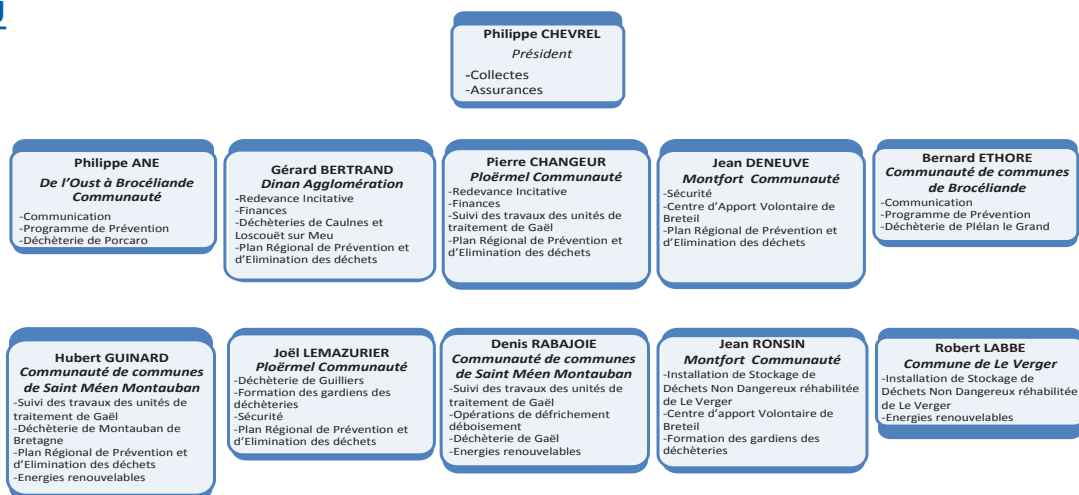 Philippe CHEVREL
Président
-Collectes
-Assurances
Philippe ANE
De l'Oust à Brocéliande
Communauté
-Communication
-Programme de Prévention
-Déchèterie de Porcaro
Gérard BERTRAND
Dinan Agglomération
-Redevance Incitative
-Finances
-Déchèteries de Caulnes et
Loscouët sur Meu
-Plan Régional de Prévention et
d'Elimination des déchets
Pierre CHANGEUR
Ploërmel Communauté
-Redevance Incitative
-Finances
-Suivi des travaux des unités de
traitement de Gaël
-Plan Régional de Prévention et
d'Elimination des déchets
Jean DENEUVE
Montfort Communauté
-Sécurité
-Centre d'Apport Volontaire de
Breteil
-Plan Régional de Prévention et
d'Elimination des déchets
Bernard ETHORE
Communauté de communes
de Brocéliande
-Communication
-Programme de Prévention
-Déchèterie de Plélan le Grand
Hubert GUINARD
Communauté de communes
de Saint Méen Montauban
-Suivi des travaux des unités de
traitement de Gaël
-Déchèterie de Montauban de
Bretagne
-Plan Régional de Prévention et
d'Elimination des déchets
-Energies renouvelables
Joël LEMAZURIER
Ploërmel Communauté
-Déchèterie de Guilliers
-Formation des gardiens des
déchèteries
-Sécurité
-Plan Régional de Prévention et
d'Elimination des déchets
Denis RABAJOIE
Communauté de communes
de Saint Méen Montauban
-Suivi des travaux des unités de
traitement de Gaël
-Opérations de défrichement
déboisement
-Déchèterie de Gaël
-Energies renouvelables
Jean RONSIN
Montfort Communauté
-Installation de Stockage de
Déchets Non Dangereux réhabilitée
de Le Verger
-Centre d'apport Volontaire de
Breteil
-Formation des gardiens des
déchèteries
Robert LABBE
Commune de Le Verger
-Installation de Stockage de
Déchets Non Dangereux réhabilitée
de Le Verger
-Energies renouvelables